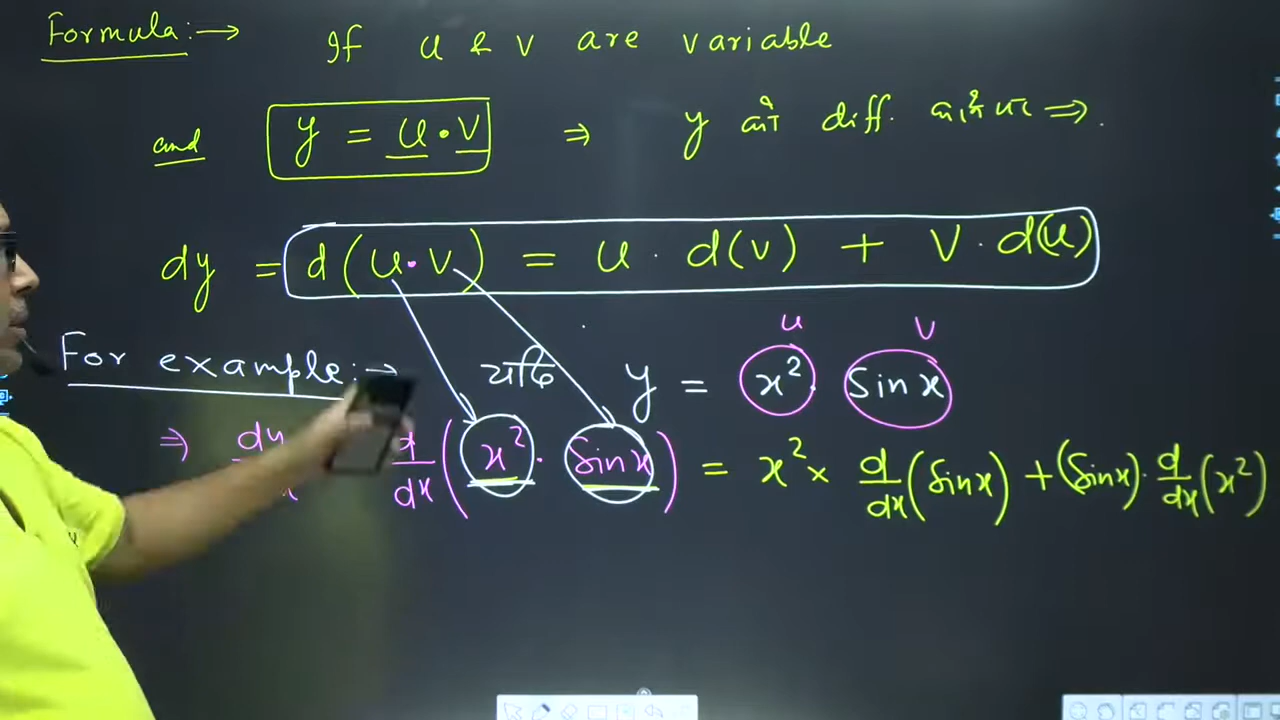 Formula:→ If u & v are variable
and y = u·v ⇒ y का diff. ⇒.
dy = d(u·v) = u·d(v) + v·d(u)
u v
For example:→ यदि y = x². sin x
⇒ dy d/dx (x². sin x) = x² × d/dx (sin x) + (sin x). d/dx (x²)